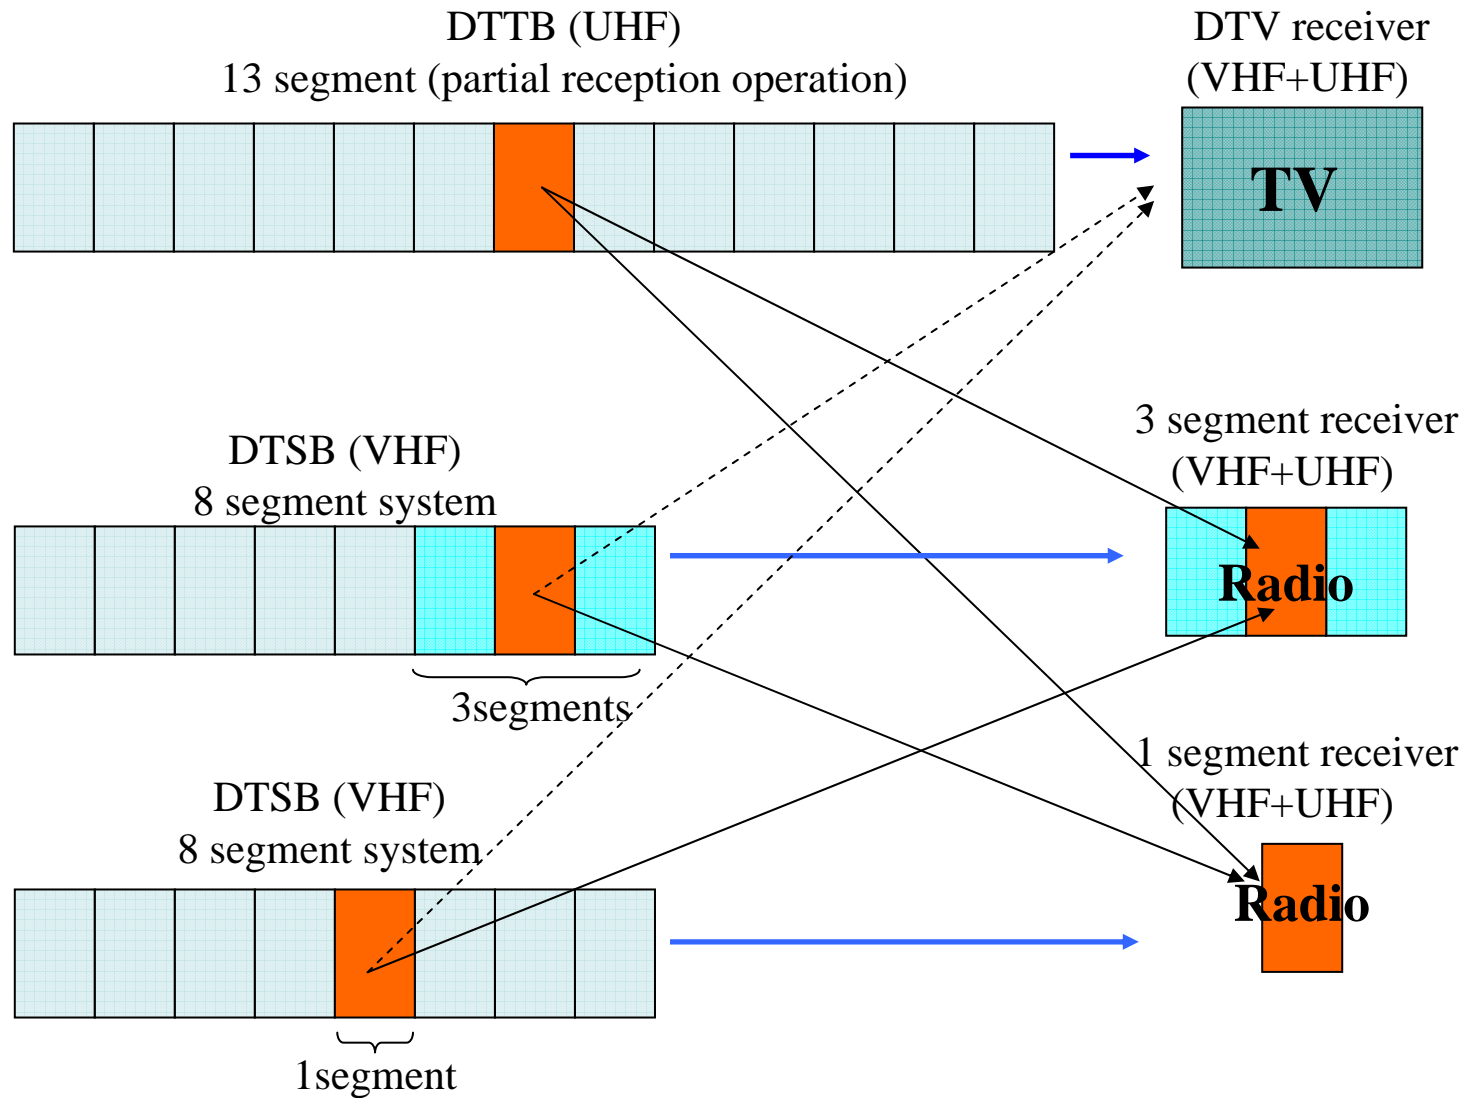 DTTB (UHF)
13 segment (partial reception operation)
DTV receiver
(VHF+UHF)
TV
DTSB (VHF)
8 segment system
3segments
3 segment receiver
(VHF+UHF)
Radio
DTSB (VHF)
8 segment system
1segment
1 segment receiver
(VHF+UHF)
Radio